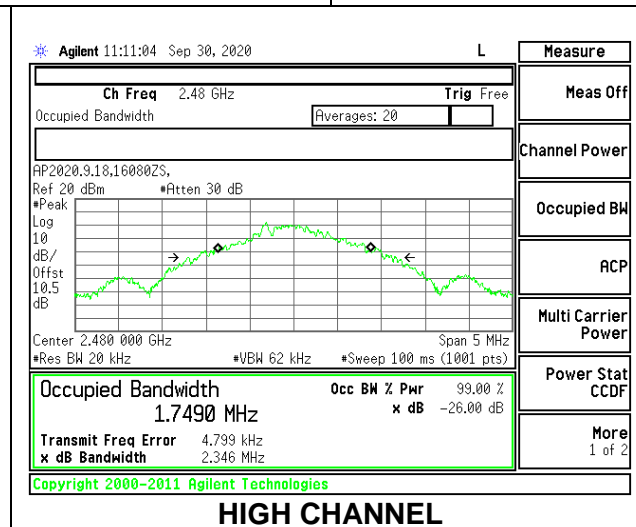 Agilent 11:11:04 Sep 30, 2020 L
Measure
Ch Freq 2.48 GHz Trig Free
Meas Off
Occupied Bandwidth Averages: 20
Channel Power
AP2020.9.18,16080ZS,
Ref 20 dBm #Atten 30 dB
#Peak
Log
10
dB/
Offst
10.5
dB
Occupied BW
ACP
Center 2.480 000 GHz Span 5 MHz
#Res BW 20 kHz #VBW 62 kHz #Sweep 100 ms (1001 pts)
Multi Carrier
Power
Occupied Bandwidth Occ BW % Pwr 99.00 %
1.7490 MHz x dB -26.00 dB
Power Stat
CCDF
Transmit Freq Error 4.799 kHz
x dB Bandwidth 2.346 MHz
More
1 of 2
Copyright 2000-2011 Agilent Technologies
HIGH CHANNEL